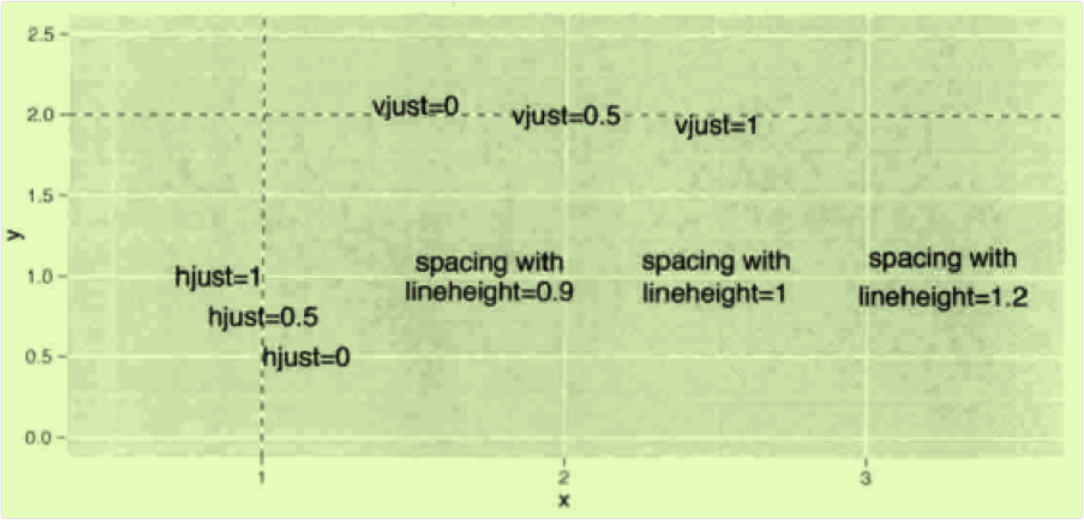 2.5
vjust=0
2.0
vjust=0.5
vjust=1
1.5
y
spacing with
lineheight=0.9
spacing with
lineheight=1
spacing with
lineheight=1.2
hjust=1
1.0
hjust=0.5
hjust=0
0.5
0.0
1
2
3
x